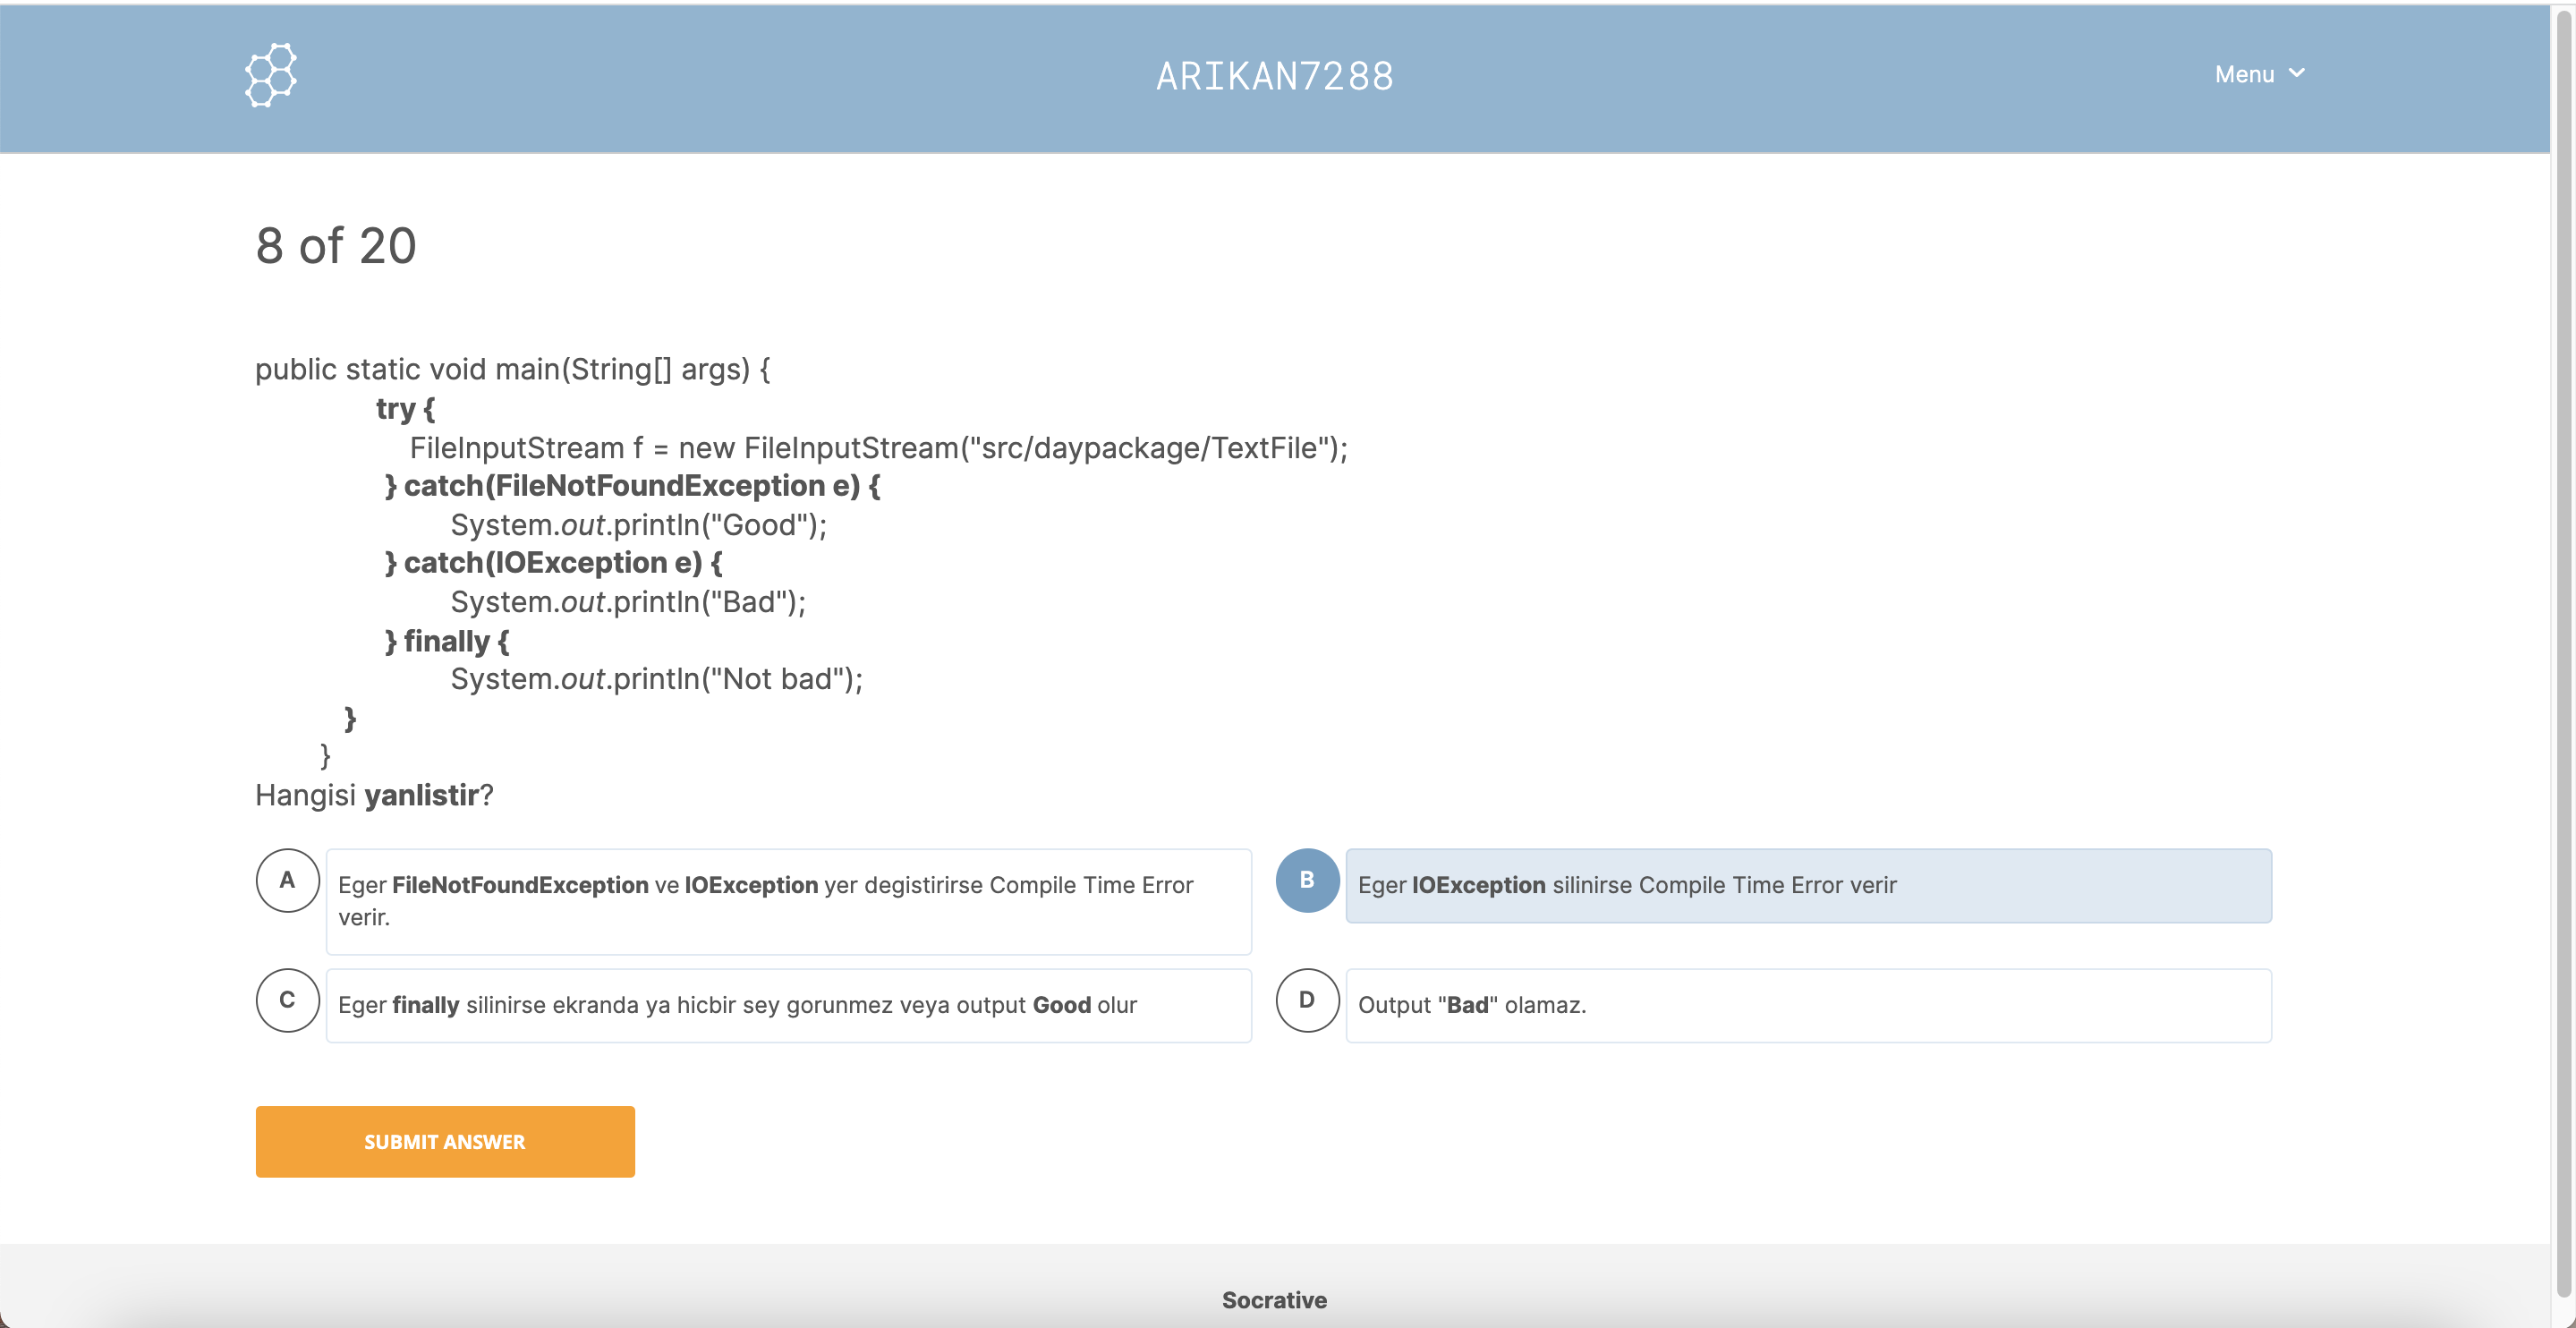 ARIKAN7288
Menu
8 of 20
public static void main(String[] args) {
try {
FileInputStream f = new FileInputStream("src/daypackage/TextFile");
} catch(FileNotFoundException e) {
System.out.println("Good");
} catch(IOException e) {
System.out.println("Bad");
} finally {
System.out.println("Not bad");
}
}
Hangisi yanlistir?
A
Eger FileNotFoundException ve IOException yer degistirirse Compile Time Error
verir.
B
Eger IOException silinirse Compile Time Error verir
C
Eger finally silinirse ekranda ya hicbir sey gorunmez veya output Good olur
D
Output "Bad" olamaz.
SUBMIT ANSWER
Socrative